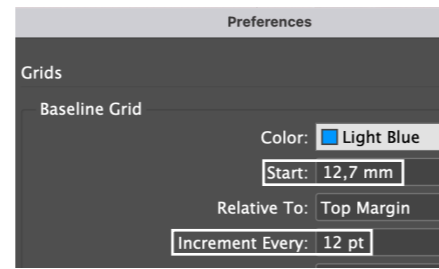 Preferences
Grids
Baseline Grid
Color: Light Blue
Start: 12,7 mm
Relative To: Top Margin
Increment Every: 12 pt